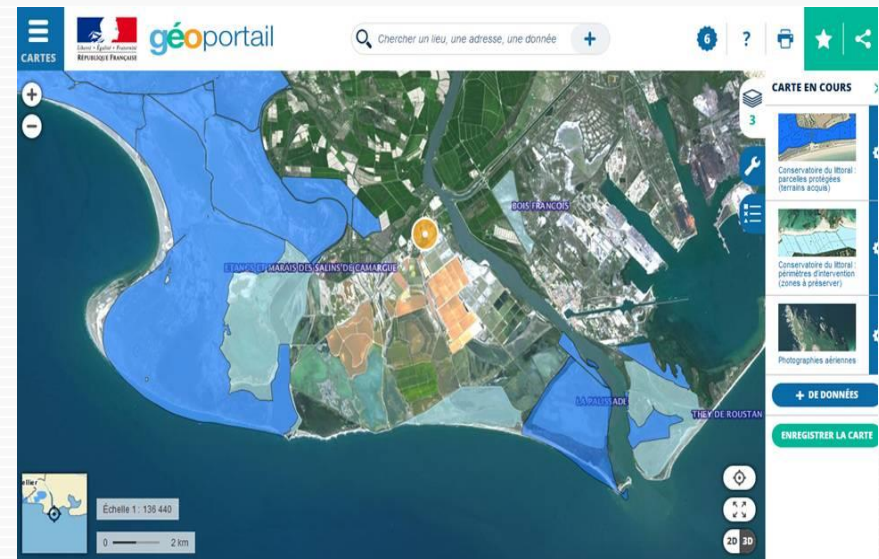 CARTES
Liberté • Égalité • Fraternité
RÉPUBLIQUE FRANÇAISE
géoportail
Chercher un lieu, une adresse, une donnée
+
6
?
+
−
3
CARTE EN COURS
Conservatoire du littoral :
parcelles protégées
(terrains acquis)
BOIS FRANÇOIS
ETANGS ET MARAIS DES SALINS DE CAMARGUE
Conservatoire du littoral :
périmètres d'intervention
(zones à préserver)
Photographies aériennes
LA PALISSADE
THEY DE ROUSTAN
+ DE DONNÉES
ENREGISTRER LA CARTE
ellier
Échelle 1 : 136 440
0
2 km
2D 3D